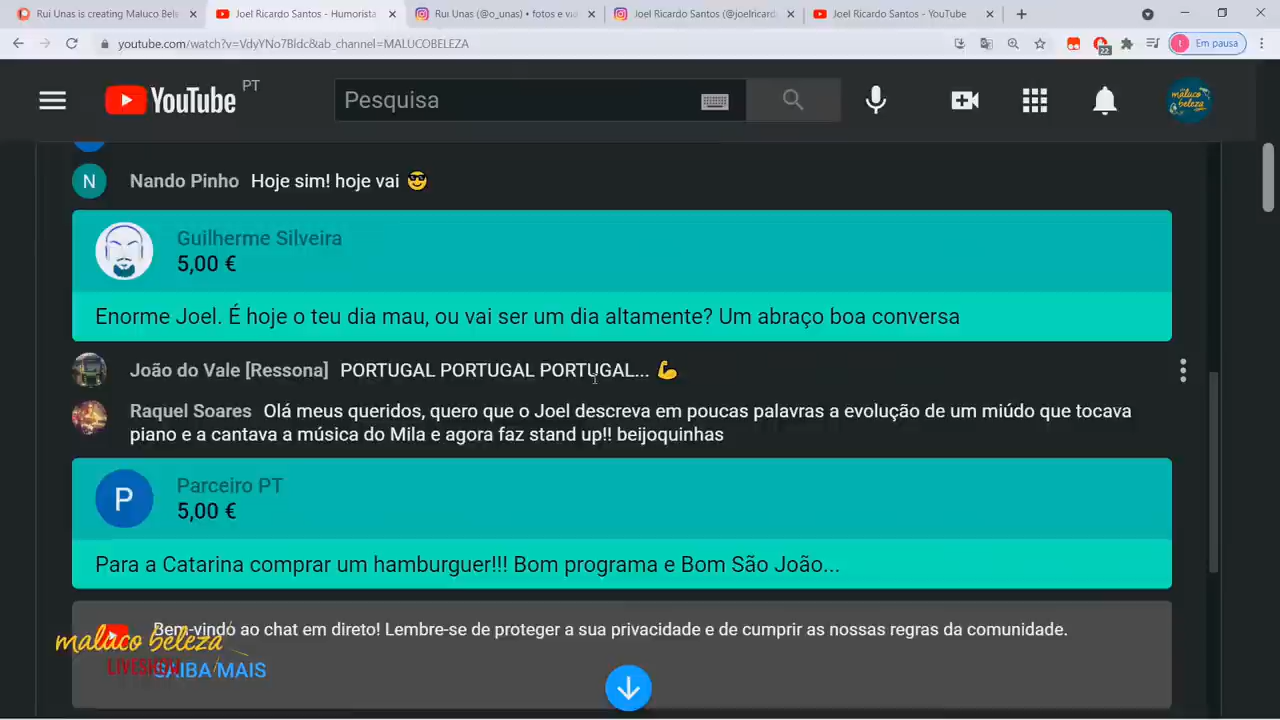 Rui Unas is creating Maluco Bel
Joel Ricardo Santos - Humorista
Rui Unas (@o_unas) • fotos e vi
Joel Ricardo Santos (@joelricard
Joel Ricardo Santos - YouTube
youtube.com/watch?v=VdyYNo7Bldc&ab_channel=MALUCOBELEZA
22
t
Em pausa
YouTube PT
Pesquisa
maluco beleza
N
Nando Pinho Hoje sim! hoje vai 😎
Guilherme Silveira
5,00 €
Enorme Joel. É hoje o teu dia mau, ou vai ser um dia altamente? Um abraço boa conversa
João do Vale [Ressona] PORTUGAL PORTUGAL PORTUGAL... 💪
Raquel Soares Olá meus queridos, quero que o Joel descreva em poucas palavras a evolução de um miúdo que tocava
piano e a cantava a música do Mila e agora faz stand up!! beijoquinhas
P
Parceiro PT
5,00 €
Para a Catarina comprar um hamburguer!!! Bom programa e Bom São João...
Bem-vindo ao chat em direto! Lembre-se de proteger a sua privacidade e de cumprir as nossas regras da comunidade.
maluco beleza
LIVESHOW
SAIBA MAIS